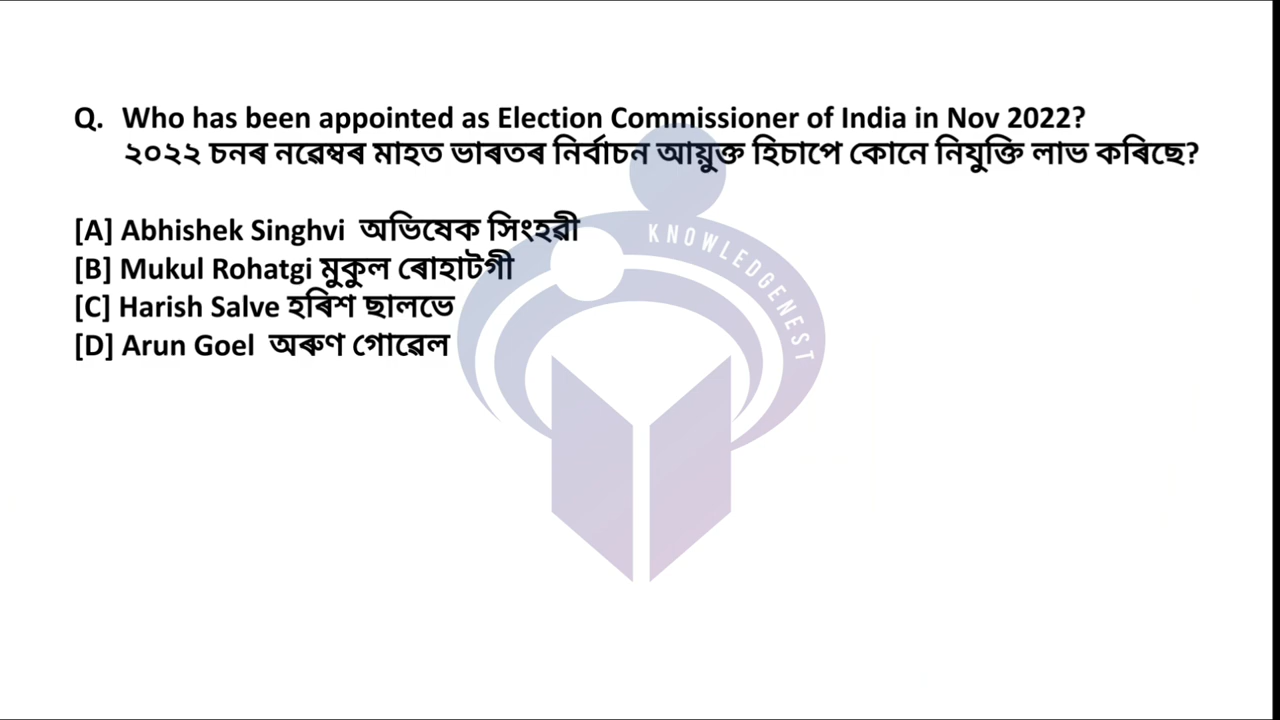 Q. Who has been appointed as Election Commissioner of India in Nov 2022?
২০২২ চনৰ নৱেম্বৰ মাহত ভাৰতৰ নিৰ্বাচন আয়ুক্ত হিচাপে কোনে নিযুক্তি লাভ কৰিছে?
[A] Abhishek Singhvi অভিষেক সিংহৱী
[B] Mukul Rohatgi মুকুল ৰোহাটগী
[C] Harish Salve হৰিশ ছালভে
[D] Arun Goel অৰুণ গোৱেল
KNOWLEDGENEST